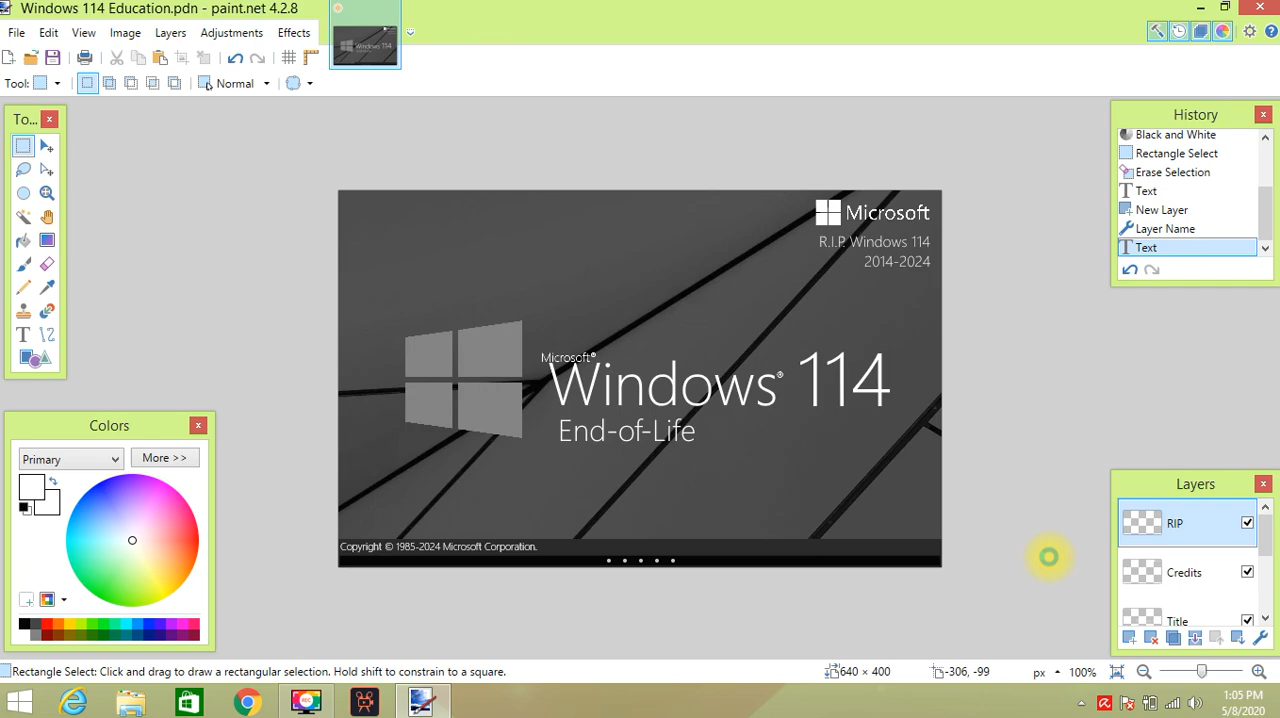 Windows 114 Education.pdn - paint.net 4.2.8
File Edit View Image Layers Adjustments Effects
Tool: Normal
To...
History
Black and White
Rectangle Select
Erase Selection
Text
New Layer
Layer Name
Text
Microsoft
R.I.P. Windows 114
2014-2024
Microsoft®
Windows® 114
End-of-Life
Copyright © 1985-2024 Microsoft Corporation.
Colors
Primary
More >>
Layers
RIP
Credits
Title
Rectangle Select: Click and drag to draw a rectangular selection. Hold shift to constrain to a square.
640 × 400
-306, -99
px
100%
REC
1:05 PM
5/8/2020